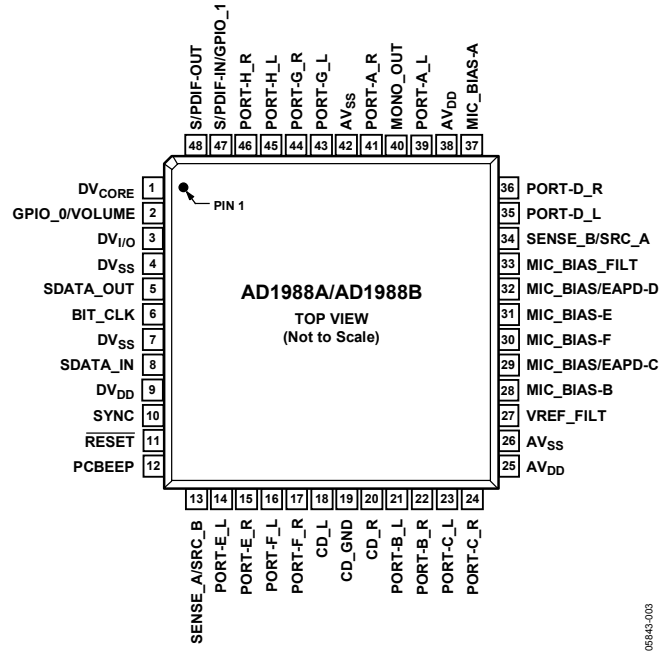 S/PDIF-OUT
S/PDIF-IN/GPIO_1
PORT-H_R
PORT-H_L
PORT-G_R
PORT-G_L
AVSS
PORT-A_R
MONO_OUT
PORT-A_L
AVDD
MIC_BIAS-A
48 47 46 45 44 43 42 41 40 39 38 37
DVCORE 1
GPIO_0/VOLUME 2
DVI/O 3
DVSS 4
SDATA_OUT 5
BIT_CLK 6
DVSS 7
SDATA_IN 8
DVDD 9
SYNC 10
RESET 11
PCBEEP 12
PIN 1
AD1988A/AD1988B
TOP VIEW
(Not to Scale)
36 PORT-D_R
35 PORT-D_L
34 SENSE_B/SRC_A
33 MIC_BIAS_FILT
32 MIC_BIAS/EAPD-D
31 MIC_BIAS-E
30 MIC_BIAS-F
29 MIC_BIAS/EAPD-C
28 MIC_BIAS-B
27 VREF_FILT
26 AVSS
25 AVDD
13 14 15 16 17 18 19 20 21 22 23 24
SENSE_A/SRC_B
PORT-E_L
PORT-E_R
PORT-F_L
PORT-F_R
CD_L
CD_GND
CD_R
PORT-B_L
PORT-B_R
PORT-C_L
PORT-C_R
05843-003